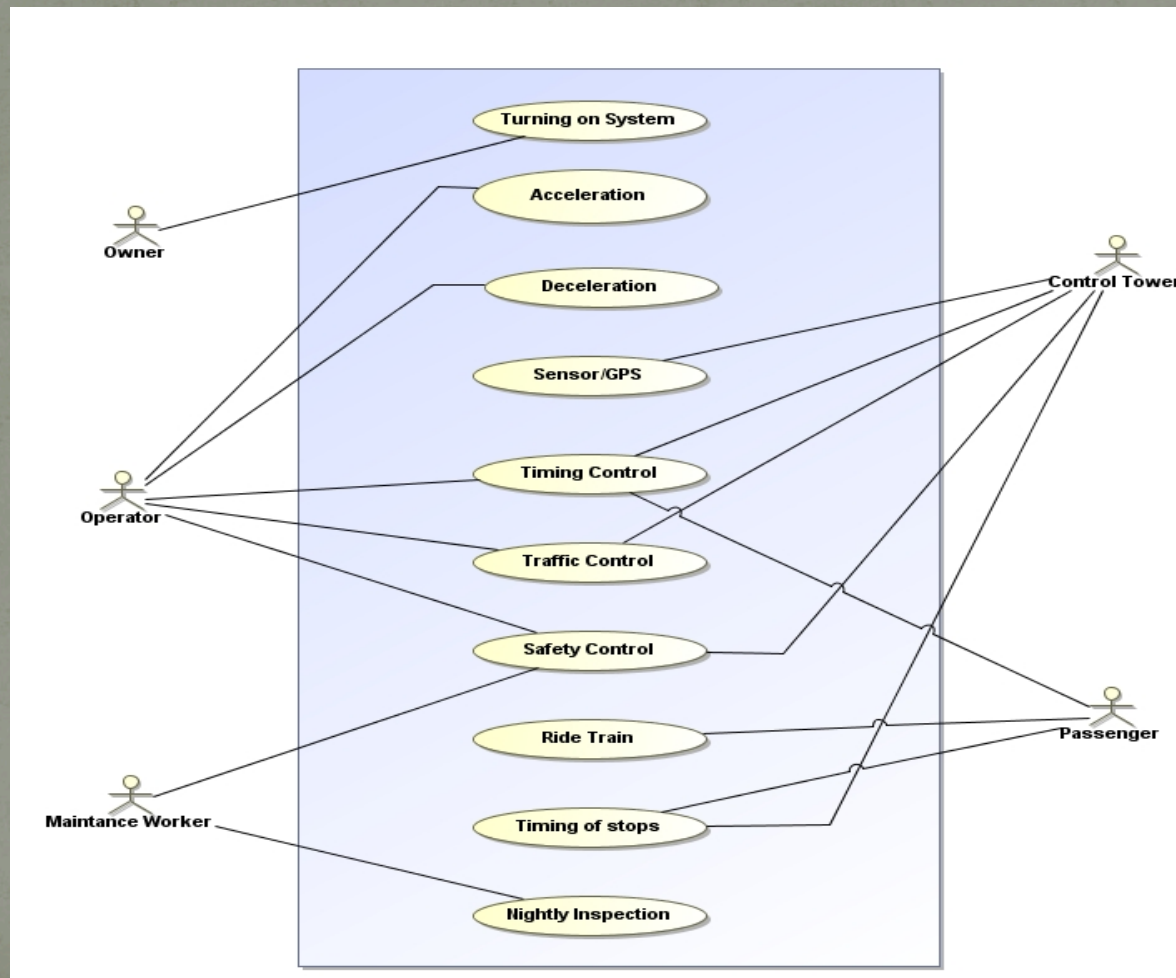 Turning on System
Acceleration
Owner
Control Tower
Deceleration
Sensor/GPS
Timing Control
Operator
Traffic Control
Safety Control
Ride Train
Passenger
Maintance Worker
Timing of stops
Nightly Inspection